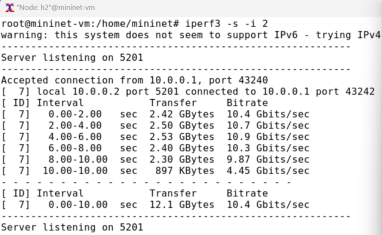 "Node: h2"@mininet-vm
root@mininet-vm:/home/mininet# iperf3 -s -i 2
warning: this system does not seem to support IPv6 - trying IPv4
-----------------------------------------------------------
Server listening on 5201
-----------------------------------------------------------
Accepted connection from 10.0.0.1, port 43240
[  7] local 10.0.0.2 port 5201 connected to 10.0.0.1 port 43242
[ ID] Interval           Transfer     Bitrate
[  7]   0.00-2.00   sec  2.42 GBytes  10.4 Gbits/sec
[  7]   2.00-4.00   sec  2.50 GBytes  10.7 Gbits/sec
[  7]   4.00-6.00   sec  2.53 GBytes  10.9 Gbits/sec
[  7]   6.00-8.00   sec  2.40 GBytes  10.3 Gbits/sec
[  7]   8.00-10.00  sec  2.30 GBytes  9.87 Gbits/sec
[  7]  10.00-10.00  sec   897 KBytes  4.45 Gbits/sec
- - - - - - - - - - - - - - - - - - - - - - - - -
[ ID] Interval           Transfer     Bitrate
[  7]   0.00-10.00  sec  12.1 GBytes  10.4 Gbits/sec
-----------------------------------------------------------
Server listening on 5201